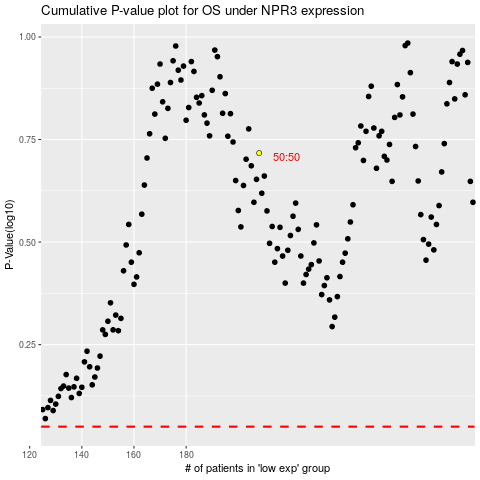 Cumulative P-value plot for OS under NPR3 expression
1.00
0.75
0.50
0.25
P-Value(log10)
50:50
120 140 160 180
# of patients in 'low exp' group